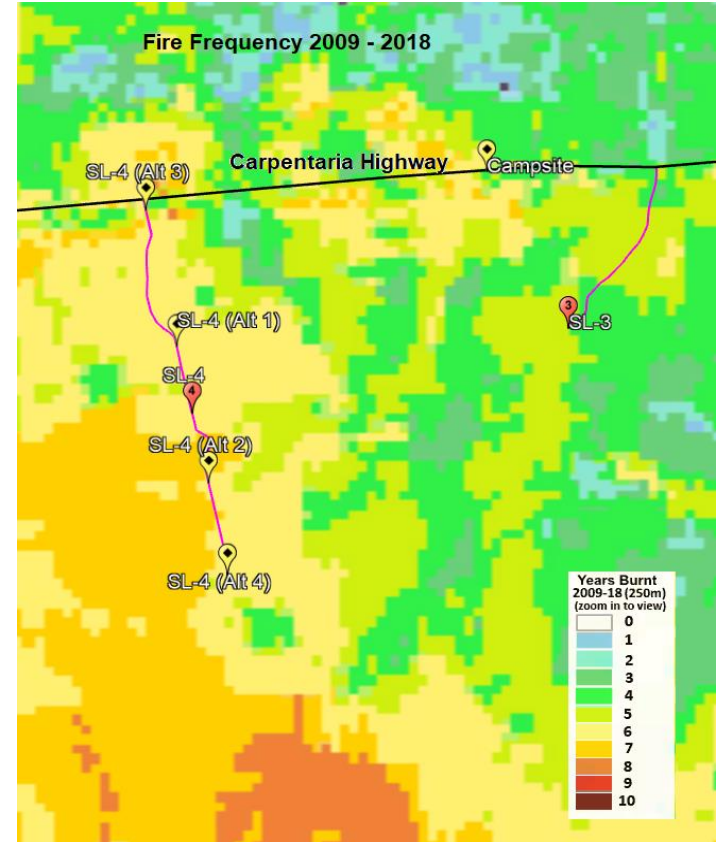 Fire Frequency 2009 - 2018
Carpentaria Highway
Campsite
SL-4 (Alt 3)
3
SL-3
SL-4 (Alt 1)
SL-4
4
SL-4 (Alt 2)
SL-4 (Alt 4)
Years Burnt
2009-18 (250m)
(zoom in to view)
0
1
2
3
4
5
6
7
8
9
10